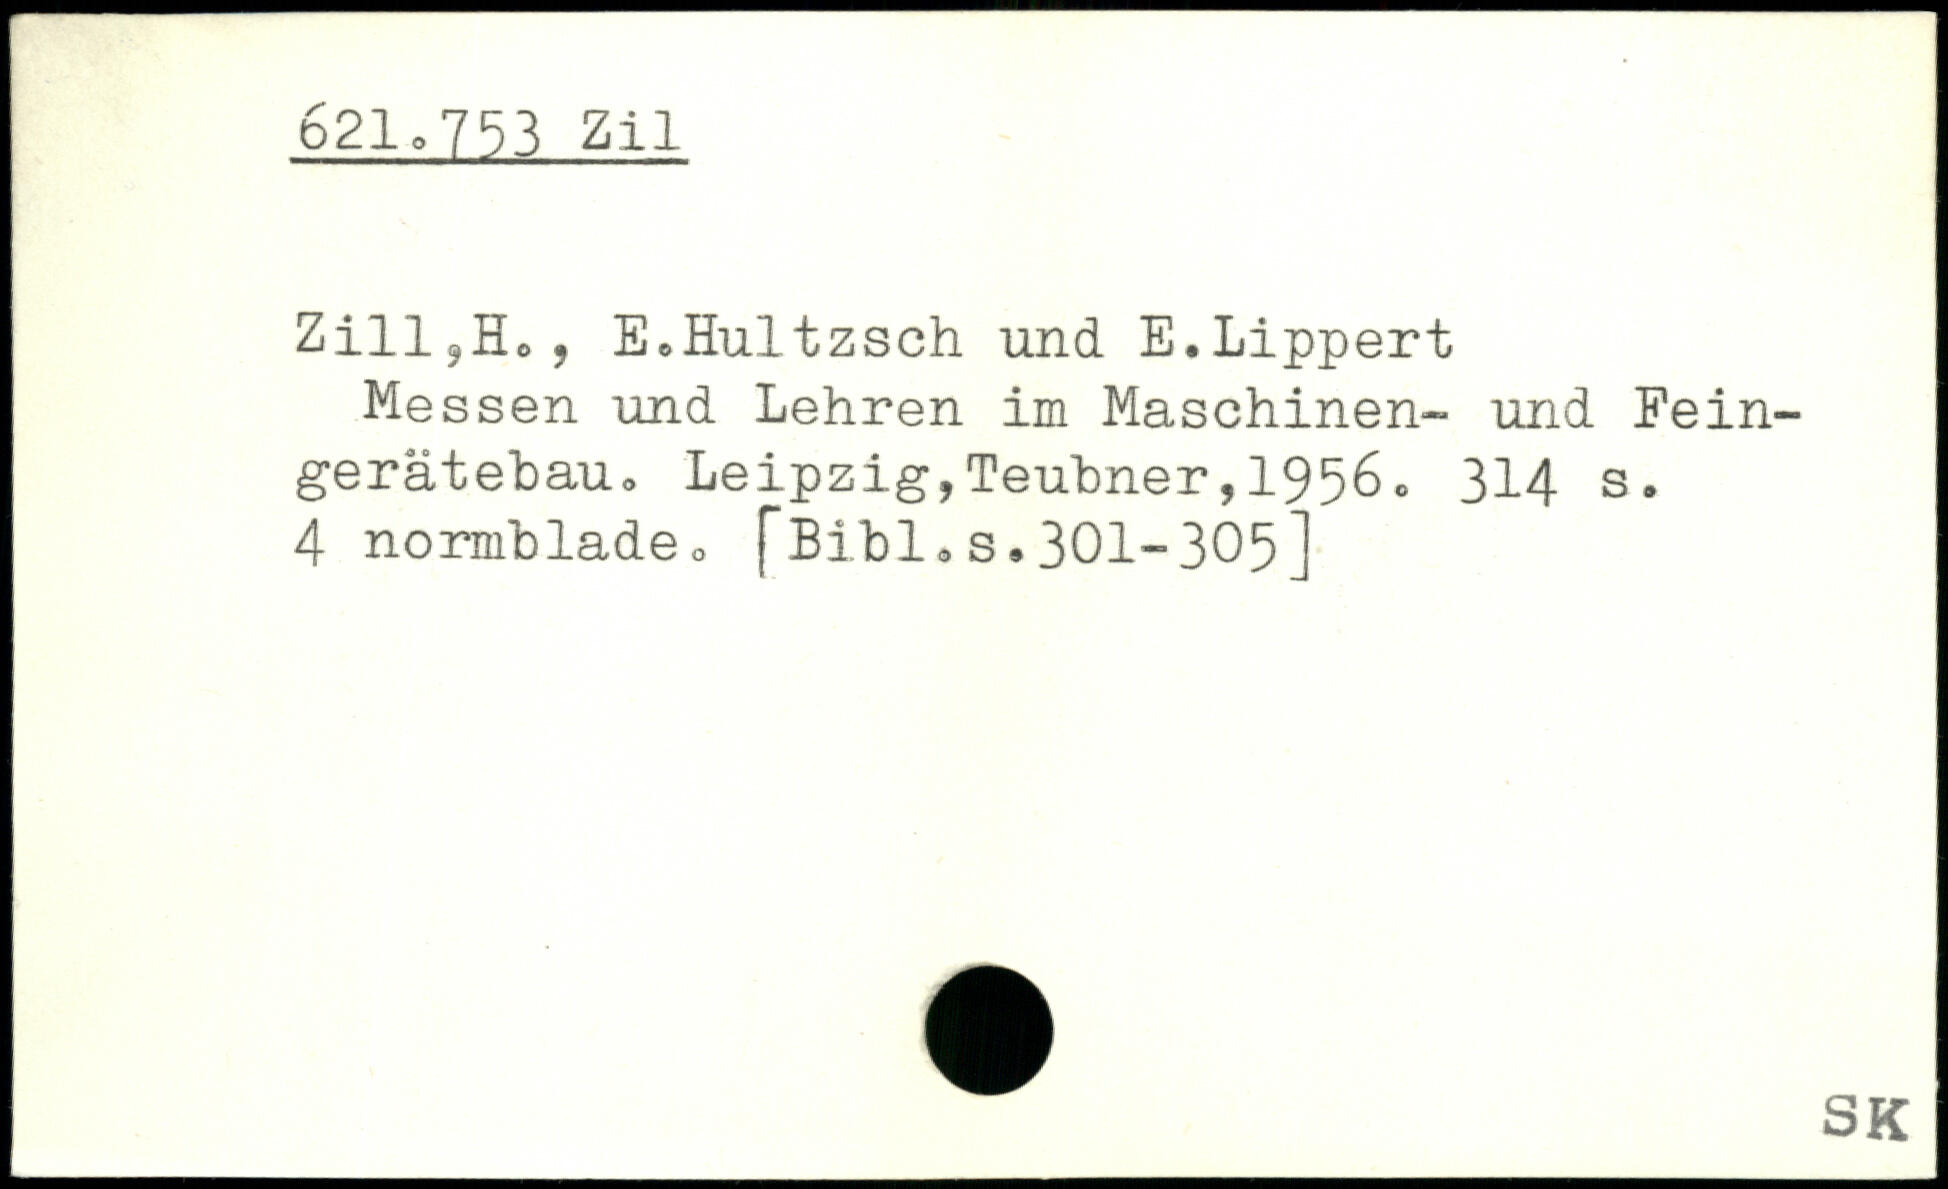 621.753 Zil
Zill,H., E.Hultzsch und E.Lippert
Messen und Lehren im Maschinen- und Fein-
gerätebau. Leipzig,Teubner,1956. 314 s.
4 normblade. [Bibl.s.301-305]
SK